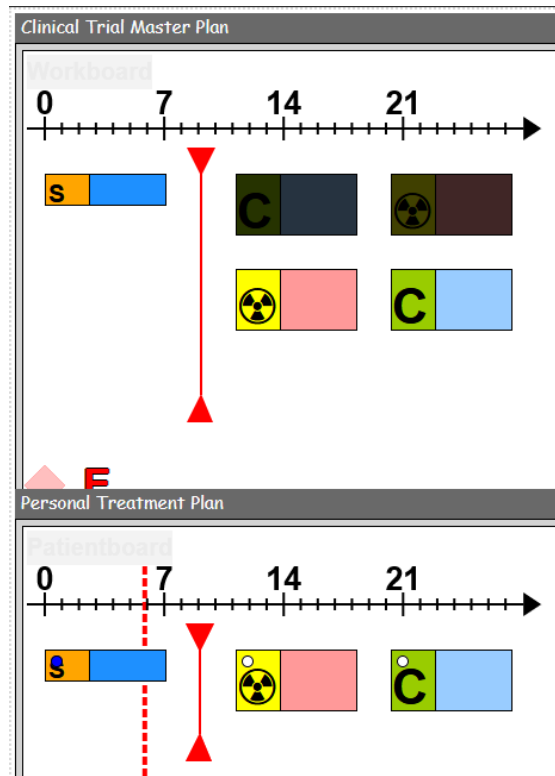 Clinical Trial Master Plan
Workboard
0 7 14 21
s
C
C
Personal Treatment Plan
Patientboard
0 7 14 21
s
C